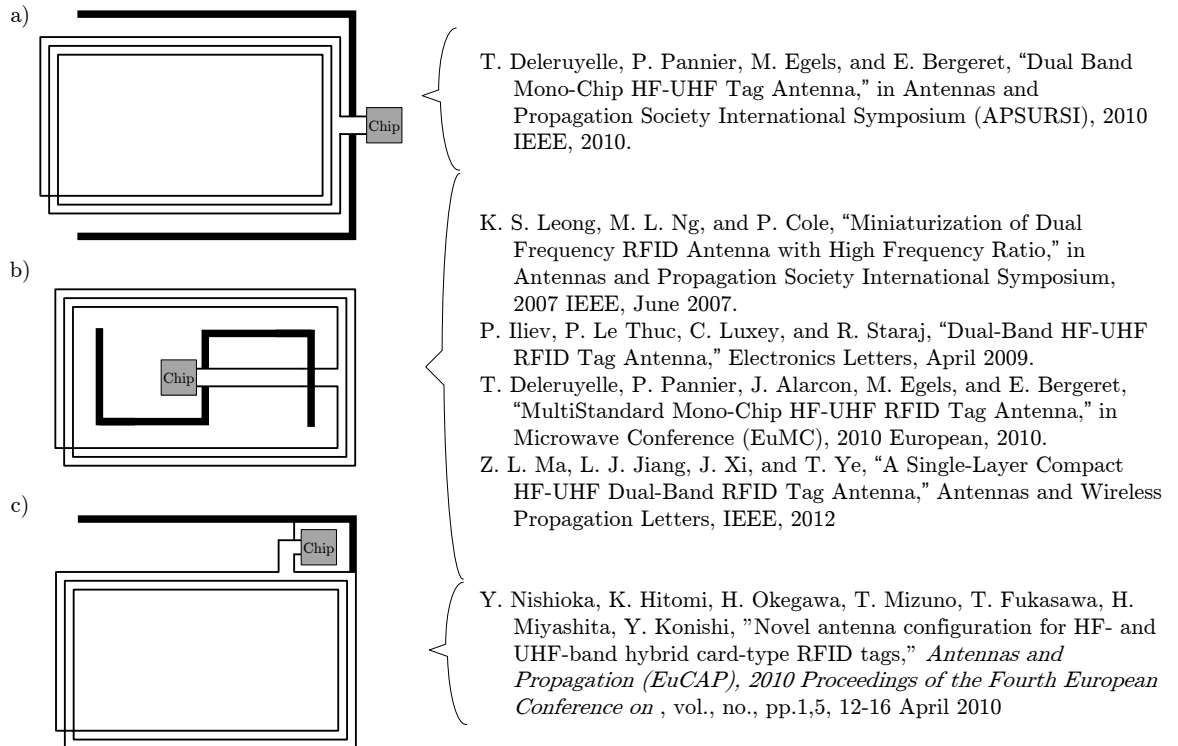 a)
Chip
T. Deleruyelle, P. Pannier, M. Egels, and E. Bergeret, “Dual Band
Mono-Chip HF-UHF Tag Antenna,” in Antennas and
Propagation Society International Symposium (APSURSI), 2010
IEEE, 2010.
b)
Chip
K. S. Leong, M. L. Ng, and P. Cole, “Miniaturization of Dual
Frequency RFID Antenna with High Frequency Ratio,” in
Antennas and Propagation Society International Symposium,
2007 IEEE, June 2007.
P. Iliev, P. Le Thuc, C. Luxey, and R. Staraj, “Dual-Band HF-UHF
RFID Tag Antenna,” Electronics Letters, April 2009.
T. Deleruyelle, P. Pannier, J. Alarcon, M. Egels, and E. Bergeret,
“MultiStandard Mono-Chip HF-UHF RFID Tag Antenna,” in
Microwave Conference (EuMC), 2010 European, 2010.
Z. L. Ma, L. J. Jiang, J. Xi, and T. Ye, “A Single-Layer Compact
HF-UHF Dual-Band RFID Tag Antenna,” Antennas and Wireless
Propagation Letters, IEEE, 2012
c)
Chip
Y. Nishioka, K. Hitomi, H. Okegawa, T. Mizuno, T. Fukasawa, H.
Miyashita, Y. Konishi, ”Novel antenna configuration for HF- and
UHF-band hybrid card-type RFID tags,” Antennas and
Propagation (EuCAP), 2010 Proceedings of the Fourth European
Conference on , vol., no., pp.1,5, 12-16 April 2010